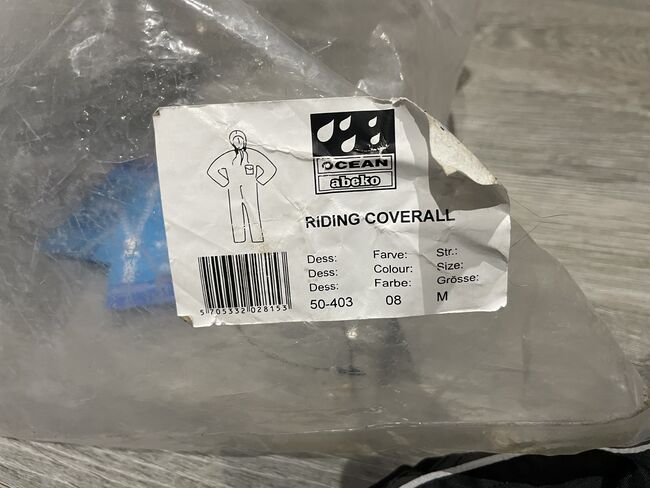 OCEAN
abeko
RIDING COVERALL
Dess: Farve: Str.:
Dess: Colour: Size:
Dess: Farbe: Grösse:
50-403 08 M
5 705332 028153